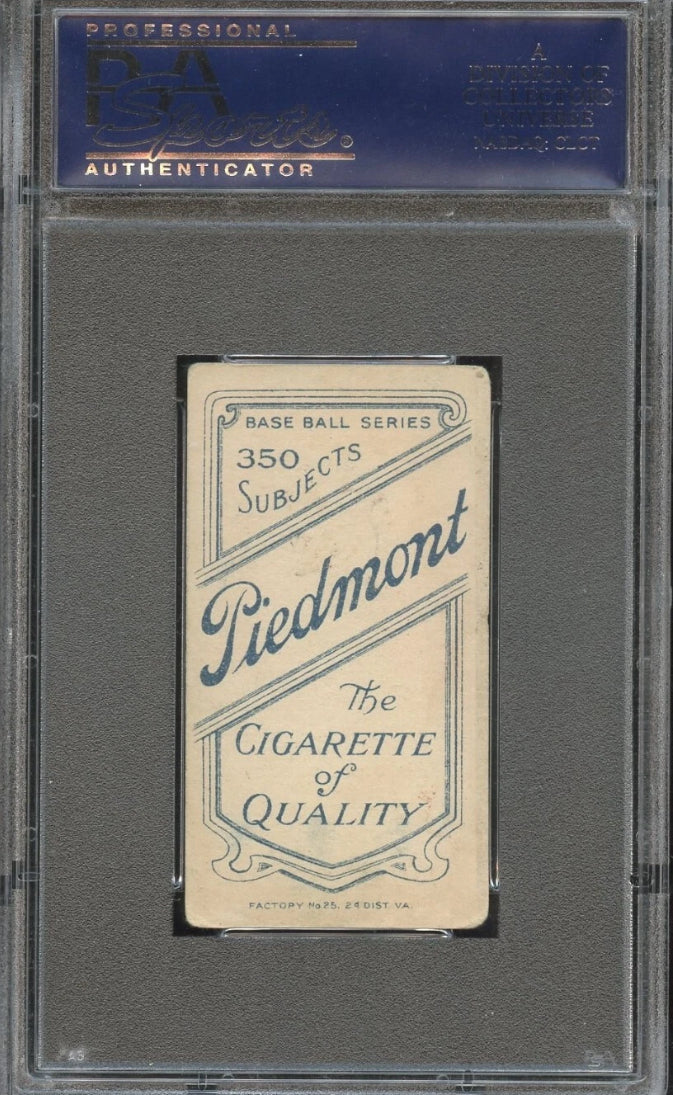 PROFESSIONAL
PSA
Sports
AUTHENTICATOR
A
DIVISION OF
COLLECTORS
UNIVERSE
NASDAQ: CLCT
BASE BALL SERIES
350
SUBJECTS
Piedmont
The
CIGARETTE
of
QUALITY
FACTORY No 25, 2d DIST. VA.